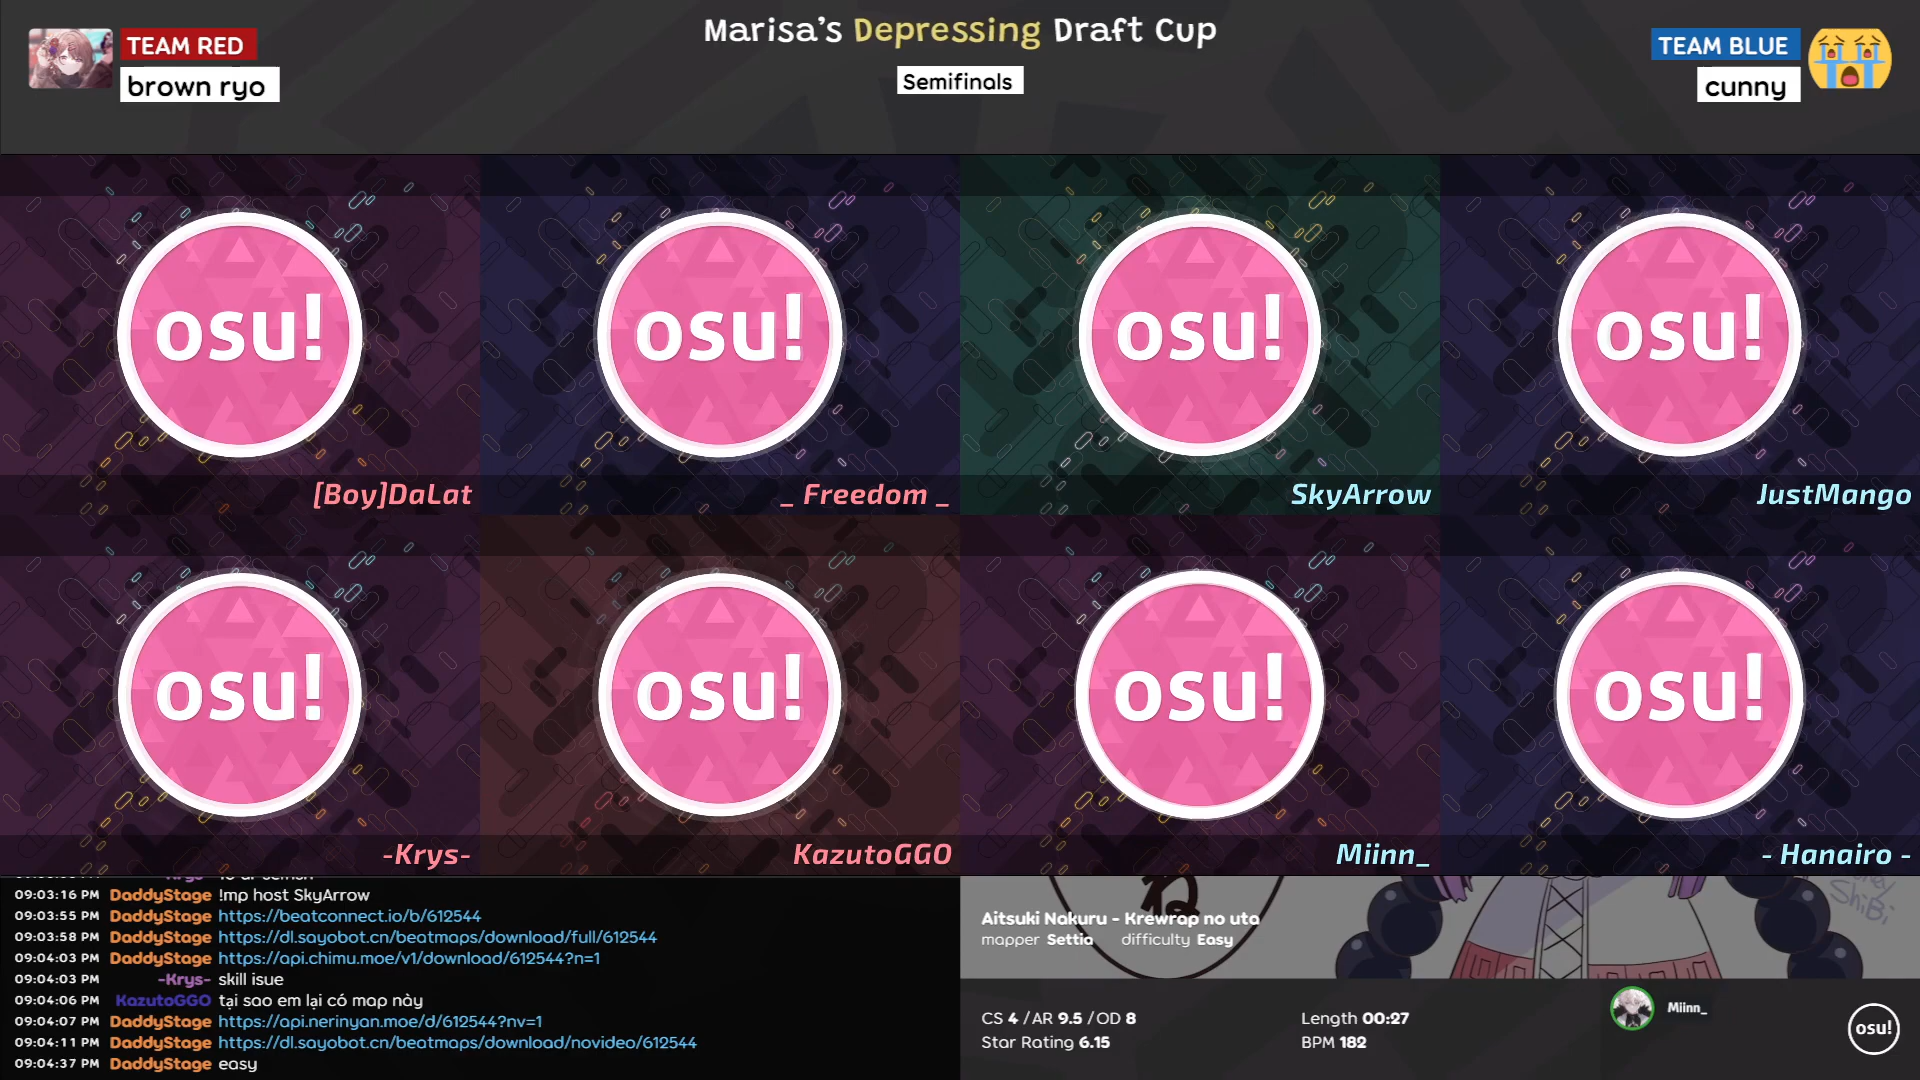 Marisa's Depressing Draft Cup
Semifinals
TEAM RED
brown ryo
TEAM BLUE
cunny
osu!
osu!
osu!
osu!
[Boy]DaLat
_ Freedom _
SkyArrow
JustMango
osu!
osu!
osu!
osu!
-Krys-
KazutoGGO
Miinn_
- Hanairo -
09:03:16 PM DaddyStage !mp host SkyArrow
09:03:55 PM DaddyStage https://beatconnect.io/b/612544
09:03:58 PM DaddyStage https://dl.sayobot.cn/beatmaps/download/full/612544
09:04:03 PM DaddyStage https://api.chimu.moe/v1/download/612544?n=1
09:04:03 PM -Krys- skill isue
09:04:06 PM KazutoGGO tại sao em lại có map này
09:04:07 PM DaddyStage https://api.nerinyan.moe/d/612544?nv=1
09:04:11 PM DaddyStage https://dl.sayobot.cn/beatmaps/download/novideo/612544
09:04:37 PM DaddyStage easy
Aitsuki Nakuru - Krewrap no uta
mapper Settia difficulty Easy
ShiBi
CS 4 / AR 9.5 / OD 8
Star Rating 6.15
Length 00:27
BPM 182
Miinn_
osu!